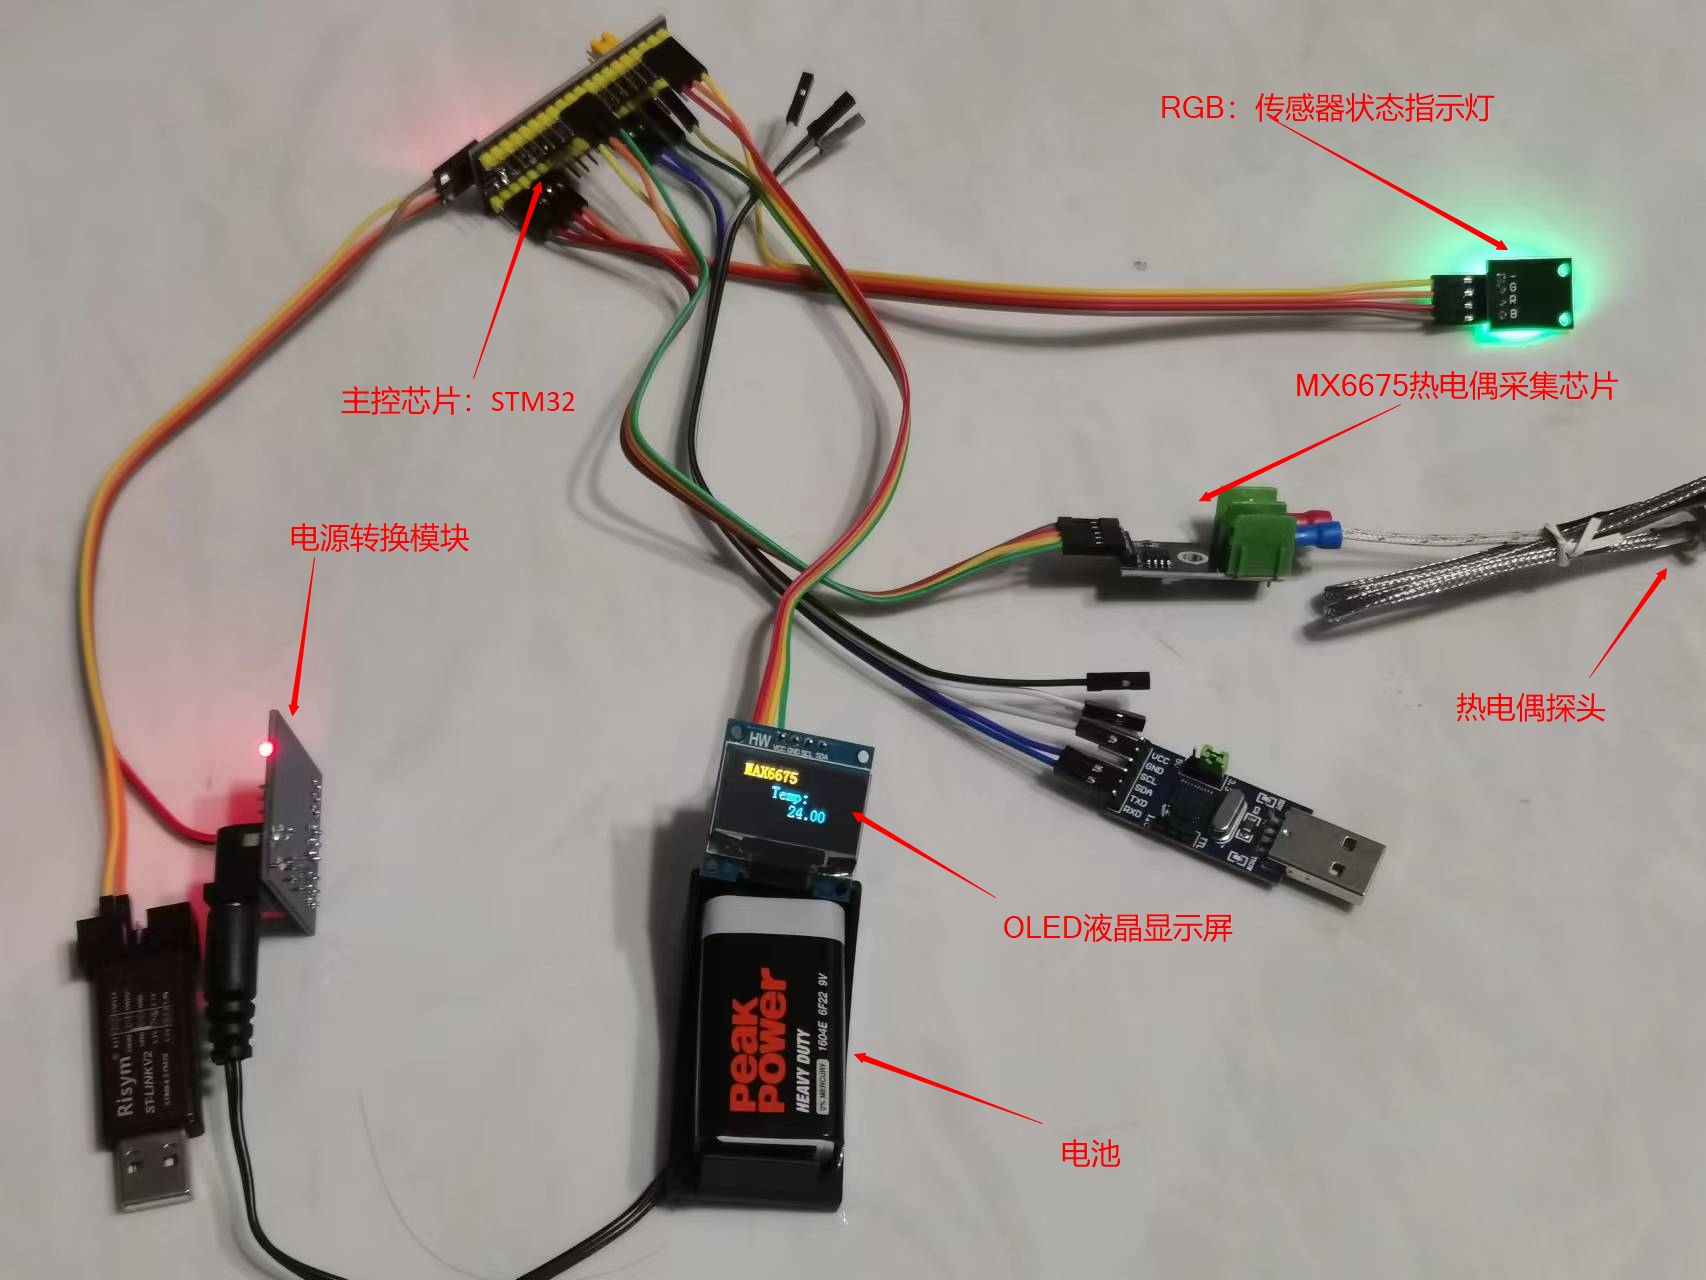 RGB：传感器状态指示灯
G
R
B
主控芯片：STM32
MX6675热电偶采集芯片
电源转换模块
热电偶探头
HW
VCC GND SCL SDA
MAX6675
Temp:
24.00
VCC
GND
SCL
SDA
TXD
RXD
OLED液晶显示屏
Peak
Power
HEAVY DUTY
0% MERCURY
1604E 6F22 9V
Risym
ST-LINKV2
电池